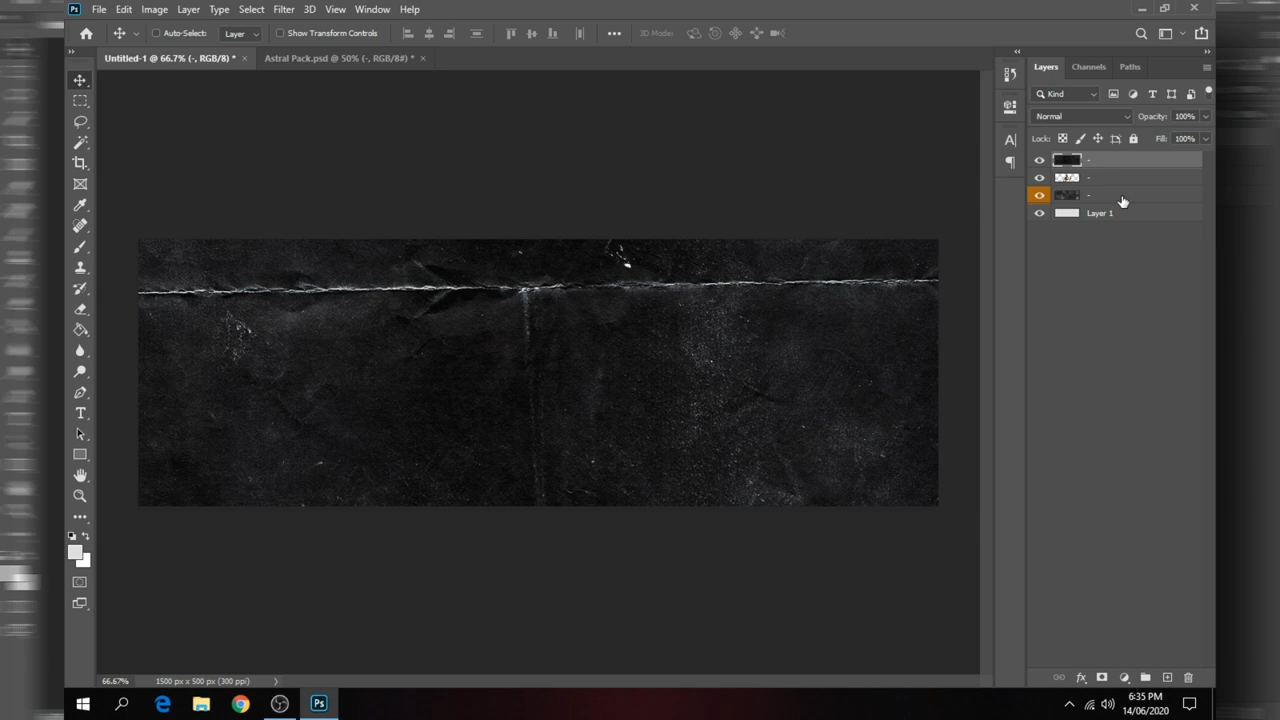 Ps File Edit Image Layer Type Select Filter 3D View Window Help
Auto-Select: Layer Show Transform Controls 3D Mode:
Untitled-1 @ 66.7% (-, RGB/8) * × Astral Pack.psd @ 50% (-, RGB/8#) * ×
Layers Channels Paths
Kind
Normal Opacity: 100%
Lock: Fill: 100%
-
-
-
Layer 1
66.67% 1500 px x 500 px (300 ppi)
Ps
6:35 PM
14/06/2020